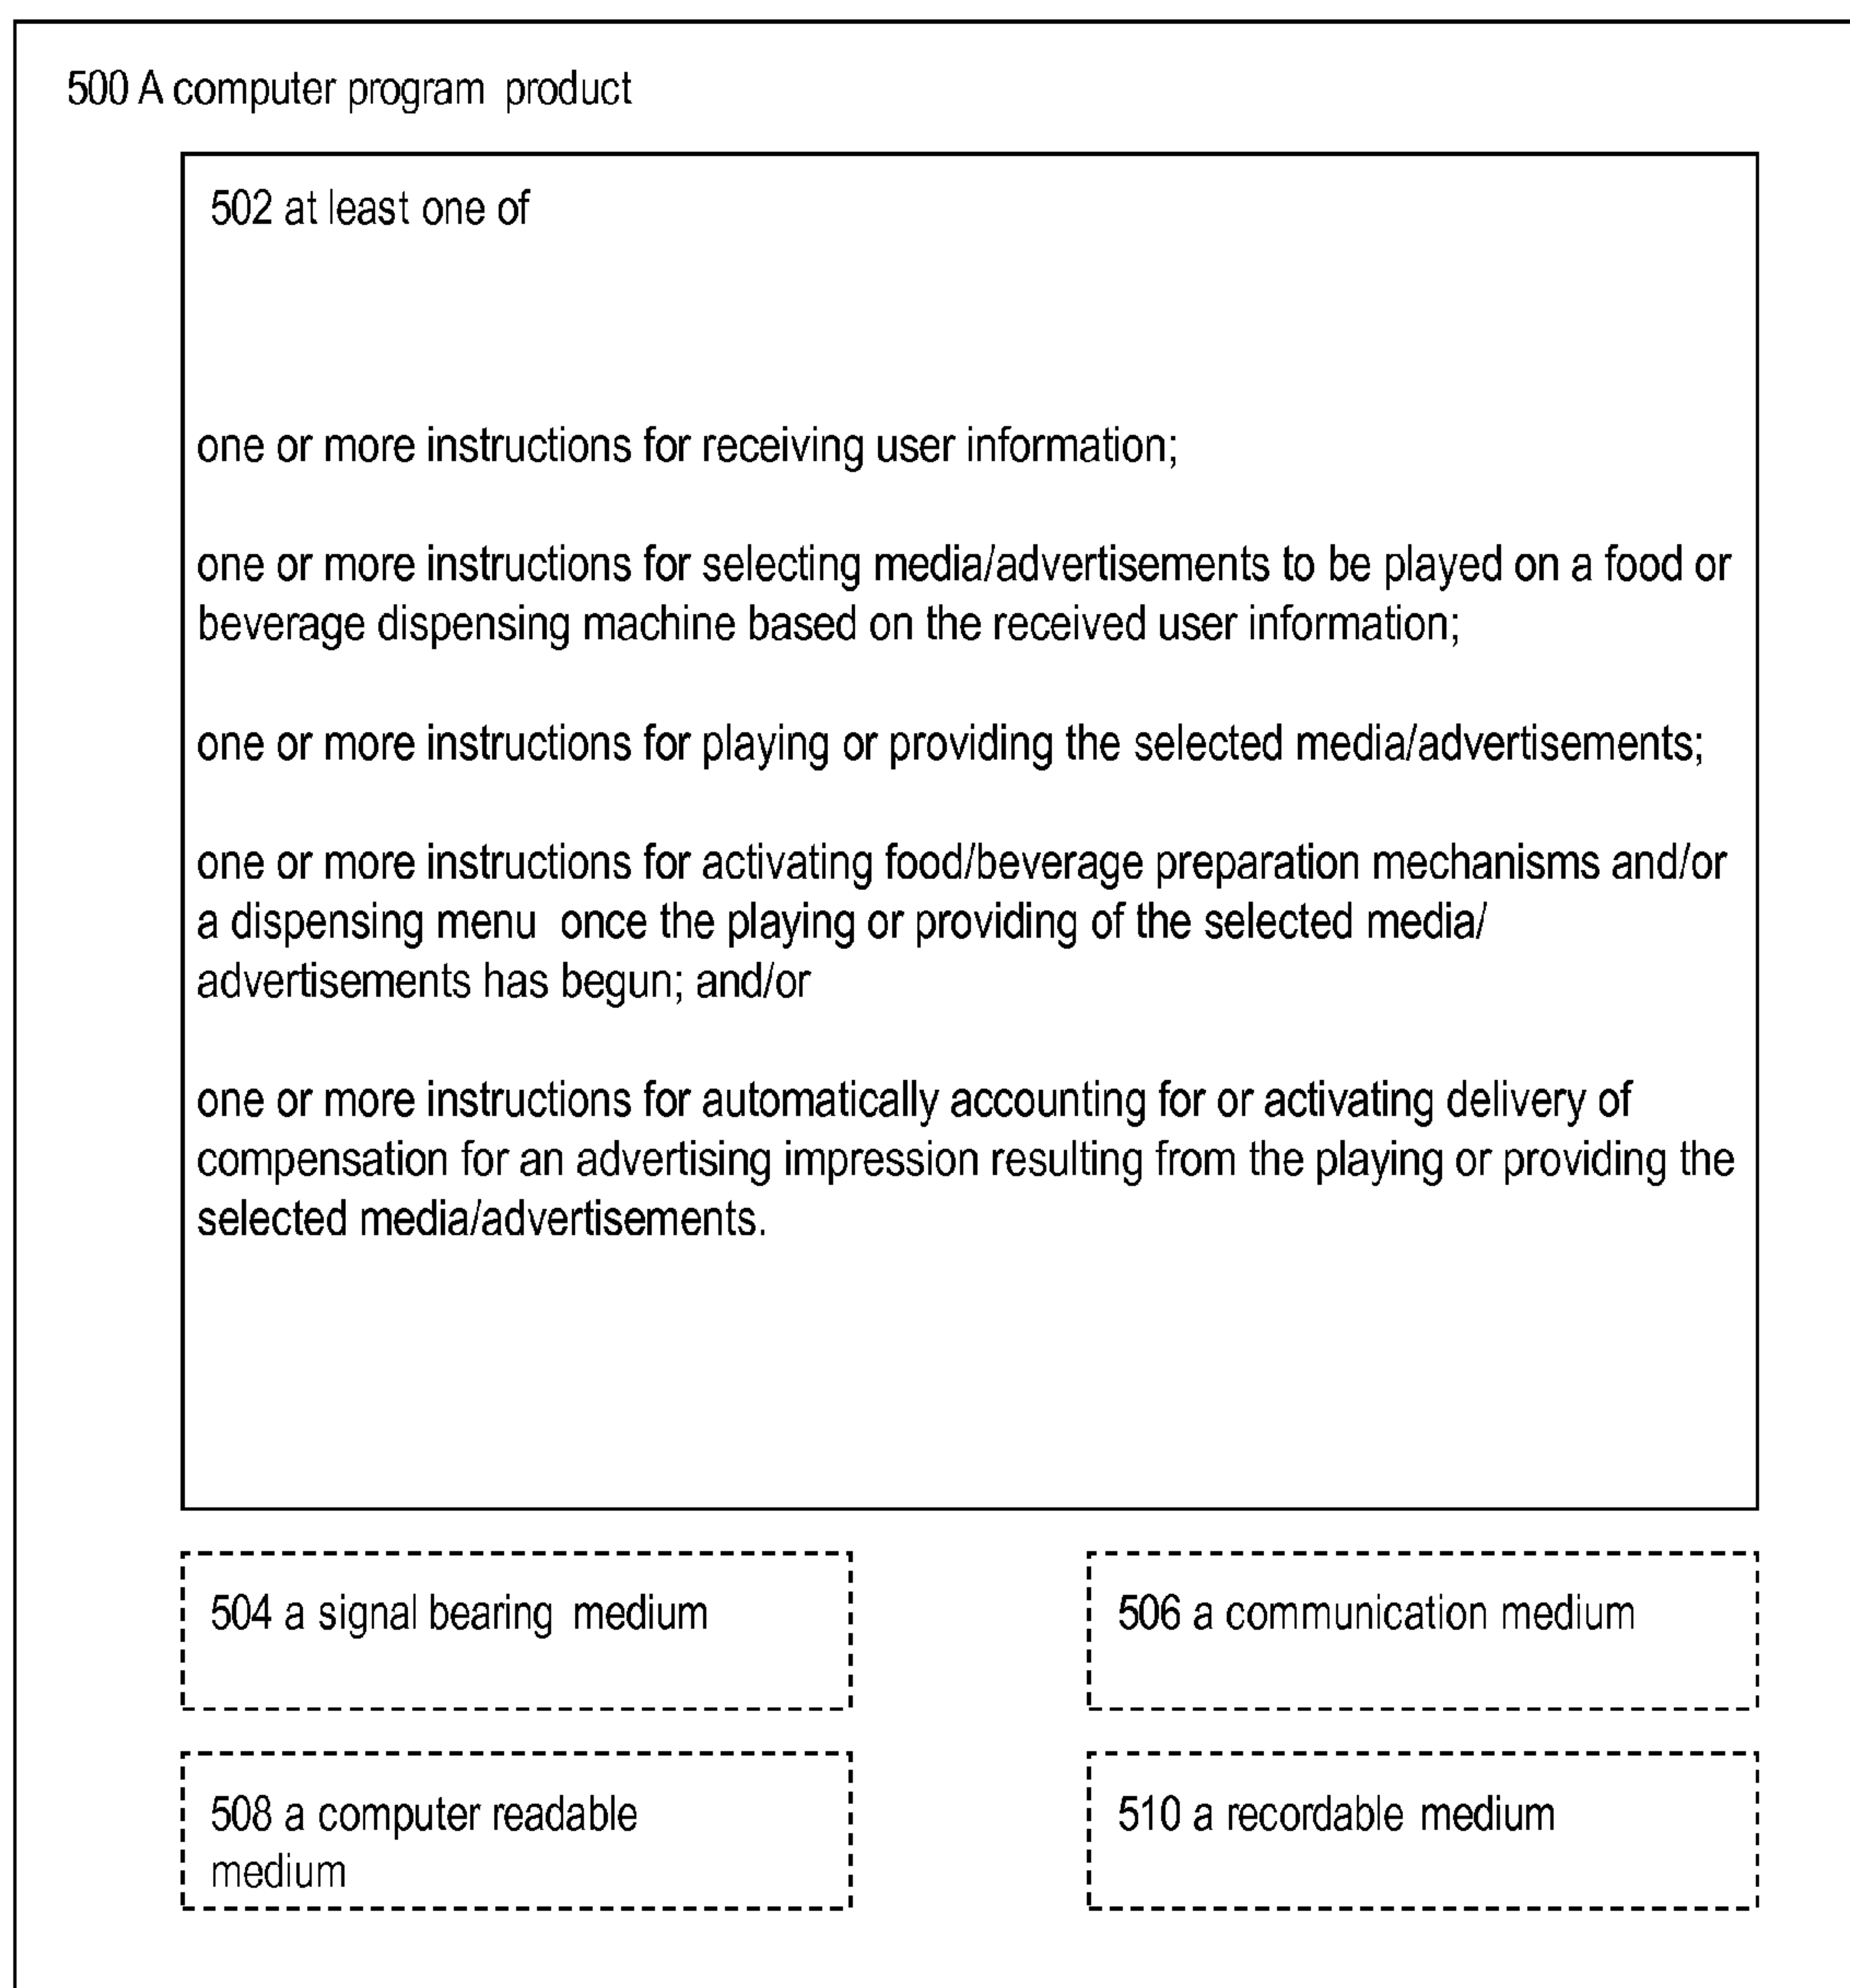 500 A computer program product
502 at least one of
one or more instructions for receiving user information;
one or more instructions for selecting media/advertisements to be played on a food or
beverage dispensing machine based on the received user information;
one or more instructions for playing or providing the selected media/advertisements;
one or more instructions for activating food/beverage preparation mechanisms and/or
a dispensing menu once the playing or providing of the selected media/
advertisements has begun; and/or
one or more instructions for automatically accounting for or activating delivery of
compensation for an advertising impression resulting from the playing or providing the
selected media/advertisements.
504 a signal bearing medium
506 a communication medium
508 a computer readable
medium
510 a recordable medium